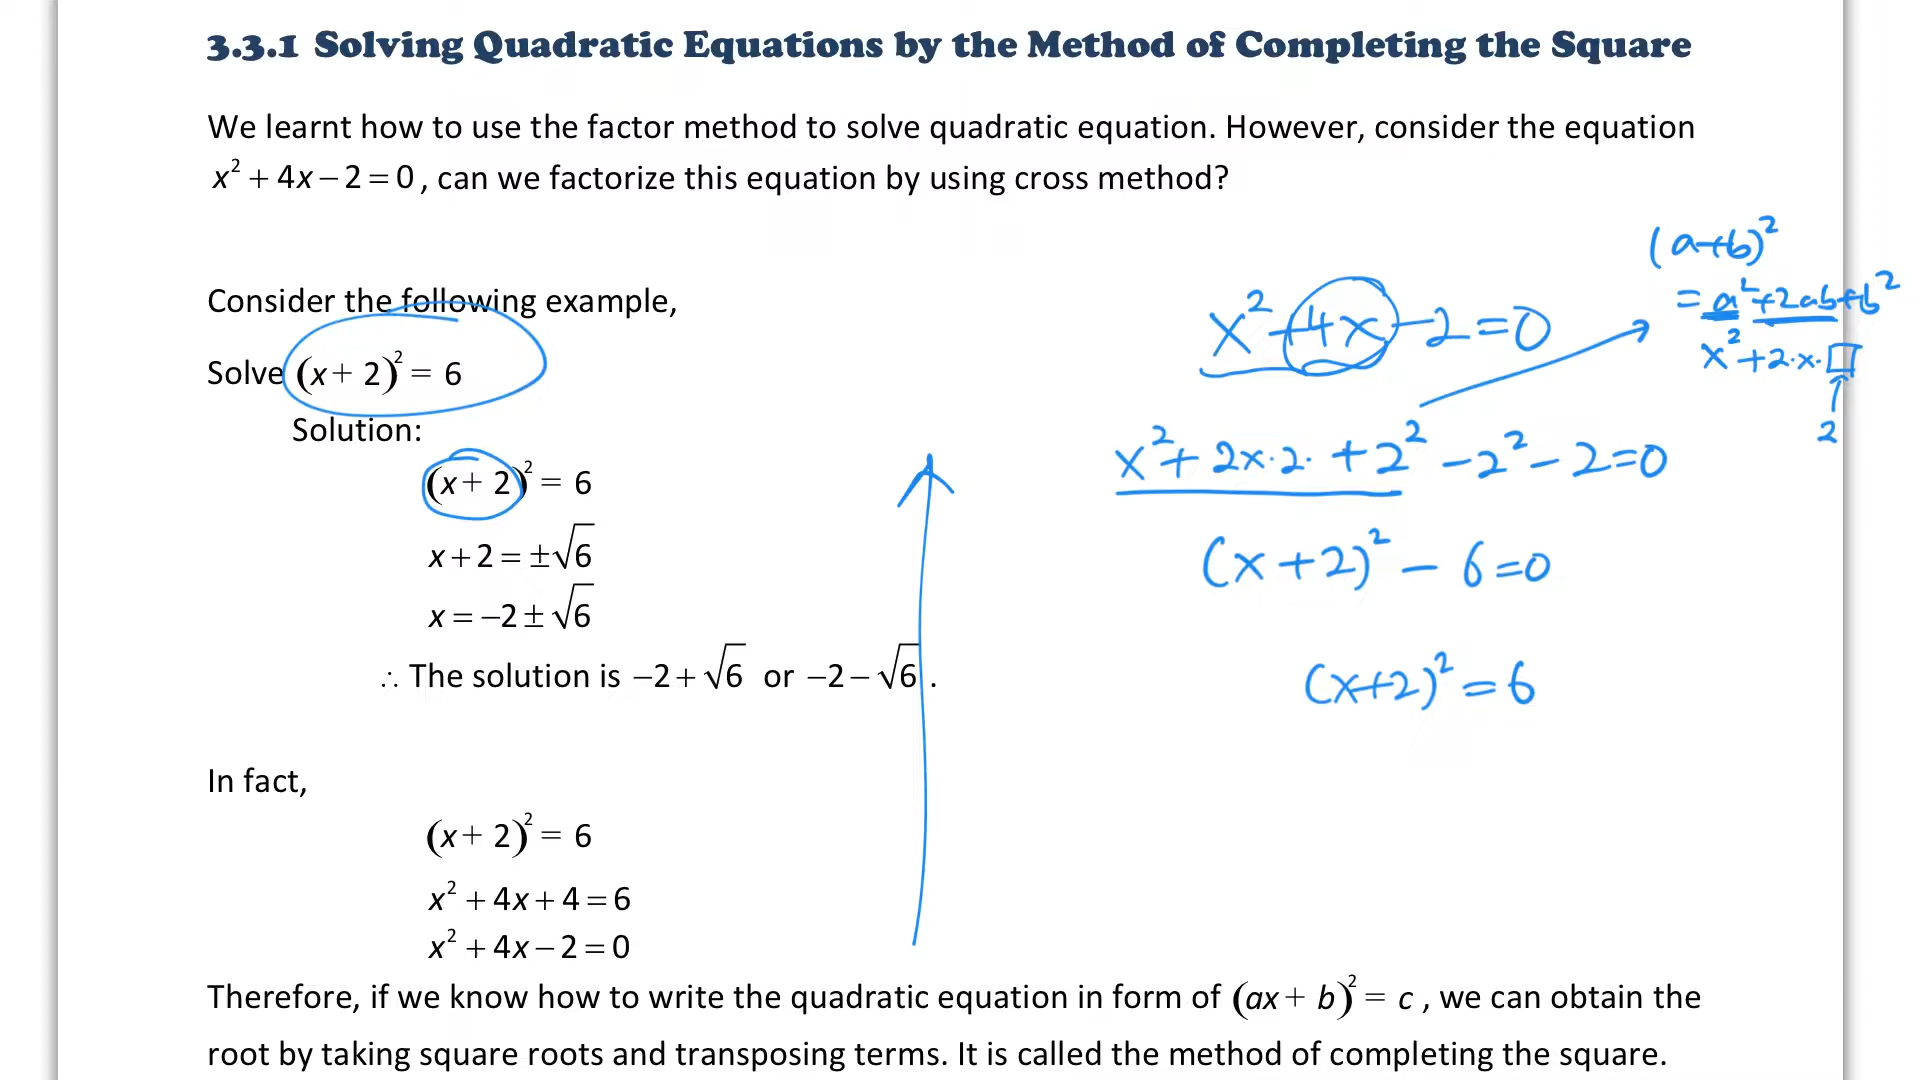 3.3.1 Solving Quadratic Equations by the Method of Completing the Square
We learnt how to use the factor method to solve quadratic equation. However, consider the equation
x² + 4x − 2 = 0, can we factorize this equation by using cross method?
Consider the following example,
Solve (x + 2)² = 6
Solution:
(x + 2)² = 6
x + 2 = ±√6
x = −2 ± √6
∴ The solution is −2 + √6 or −2 − √6 .
In fact,
(x + 2)² = 6
x² + 4x + 4 = 6
x² + 4x − 2 = 0
Therefore, if we know how to write the quadratic equation in form of (ax + b)² = c , we can obtain the
root by taking square roots and transposing terms. It is called the method of completing the square.
x² + 4x − 2 = 0
x² + 2x·2· + 2² − 2² − 2 = 0
(x + 2)² − 6 = 0
(x+2)² = 6
(a+b)²
= a² + 2ab + b²
x² + 2·x·□
2